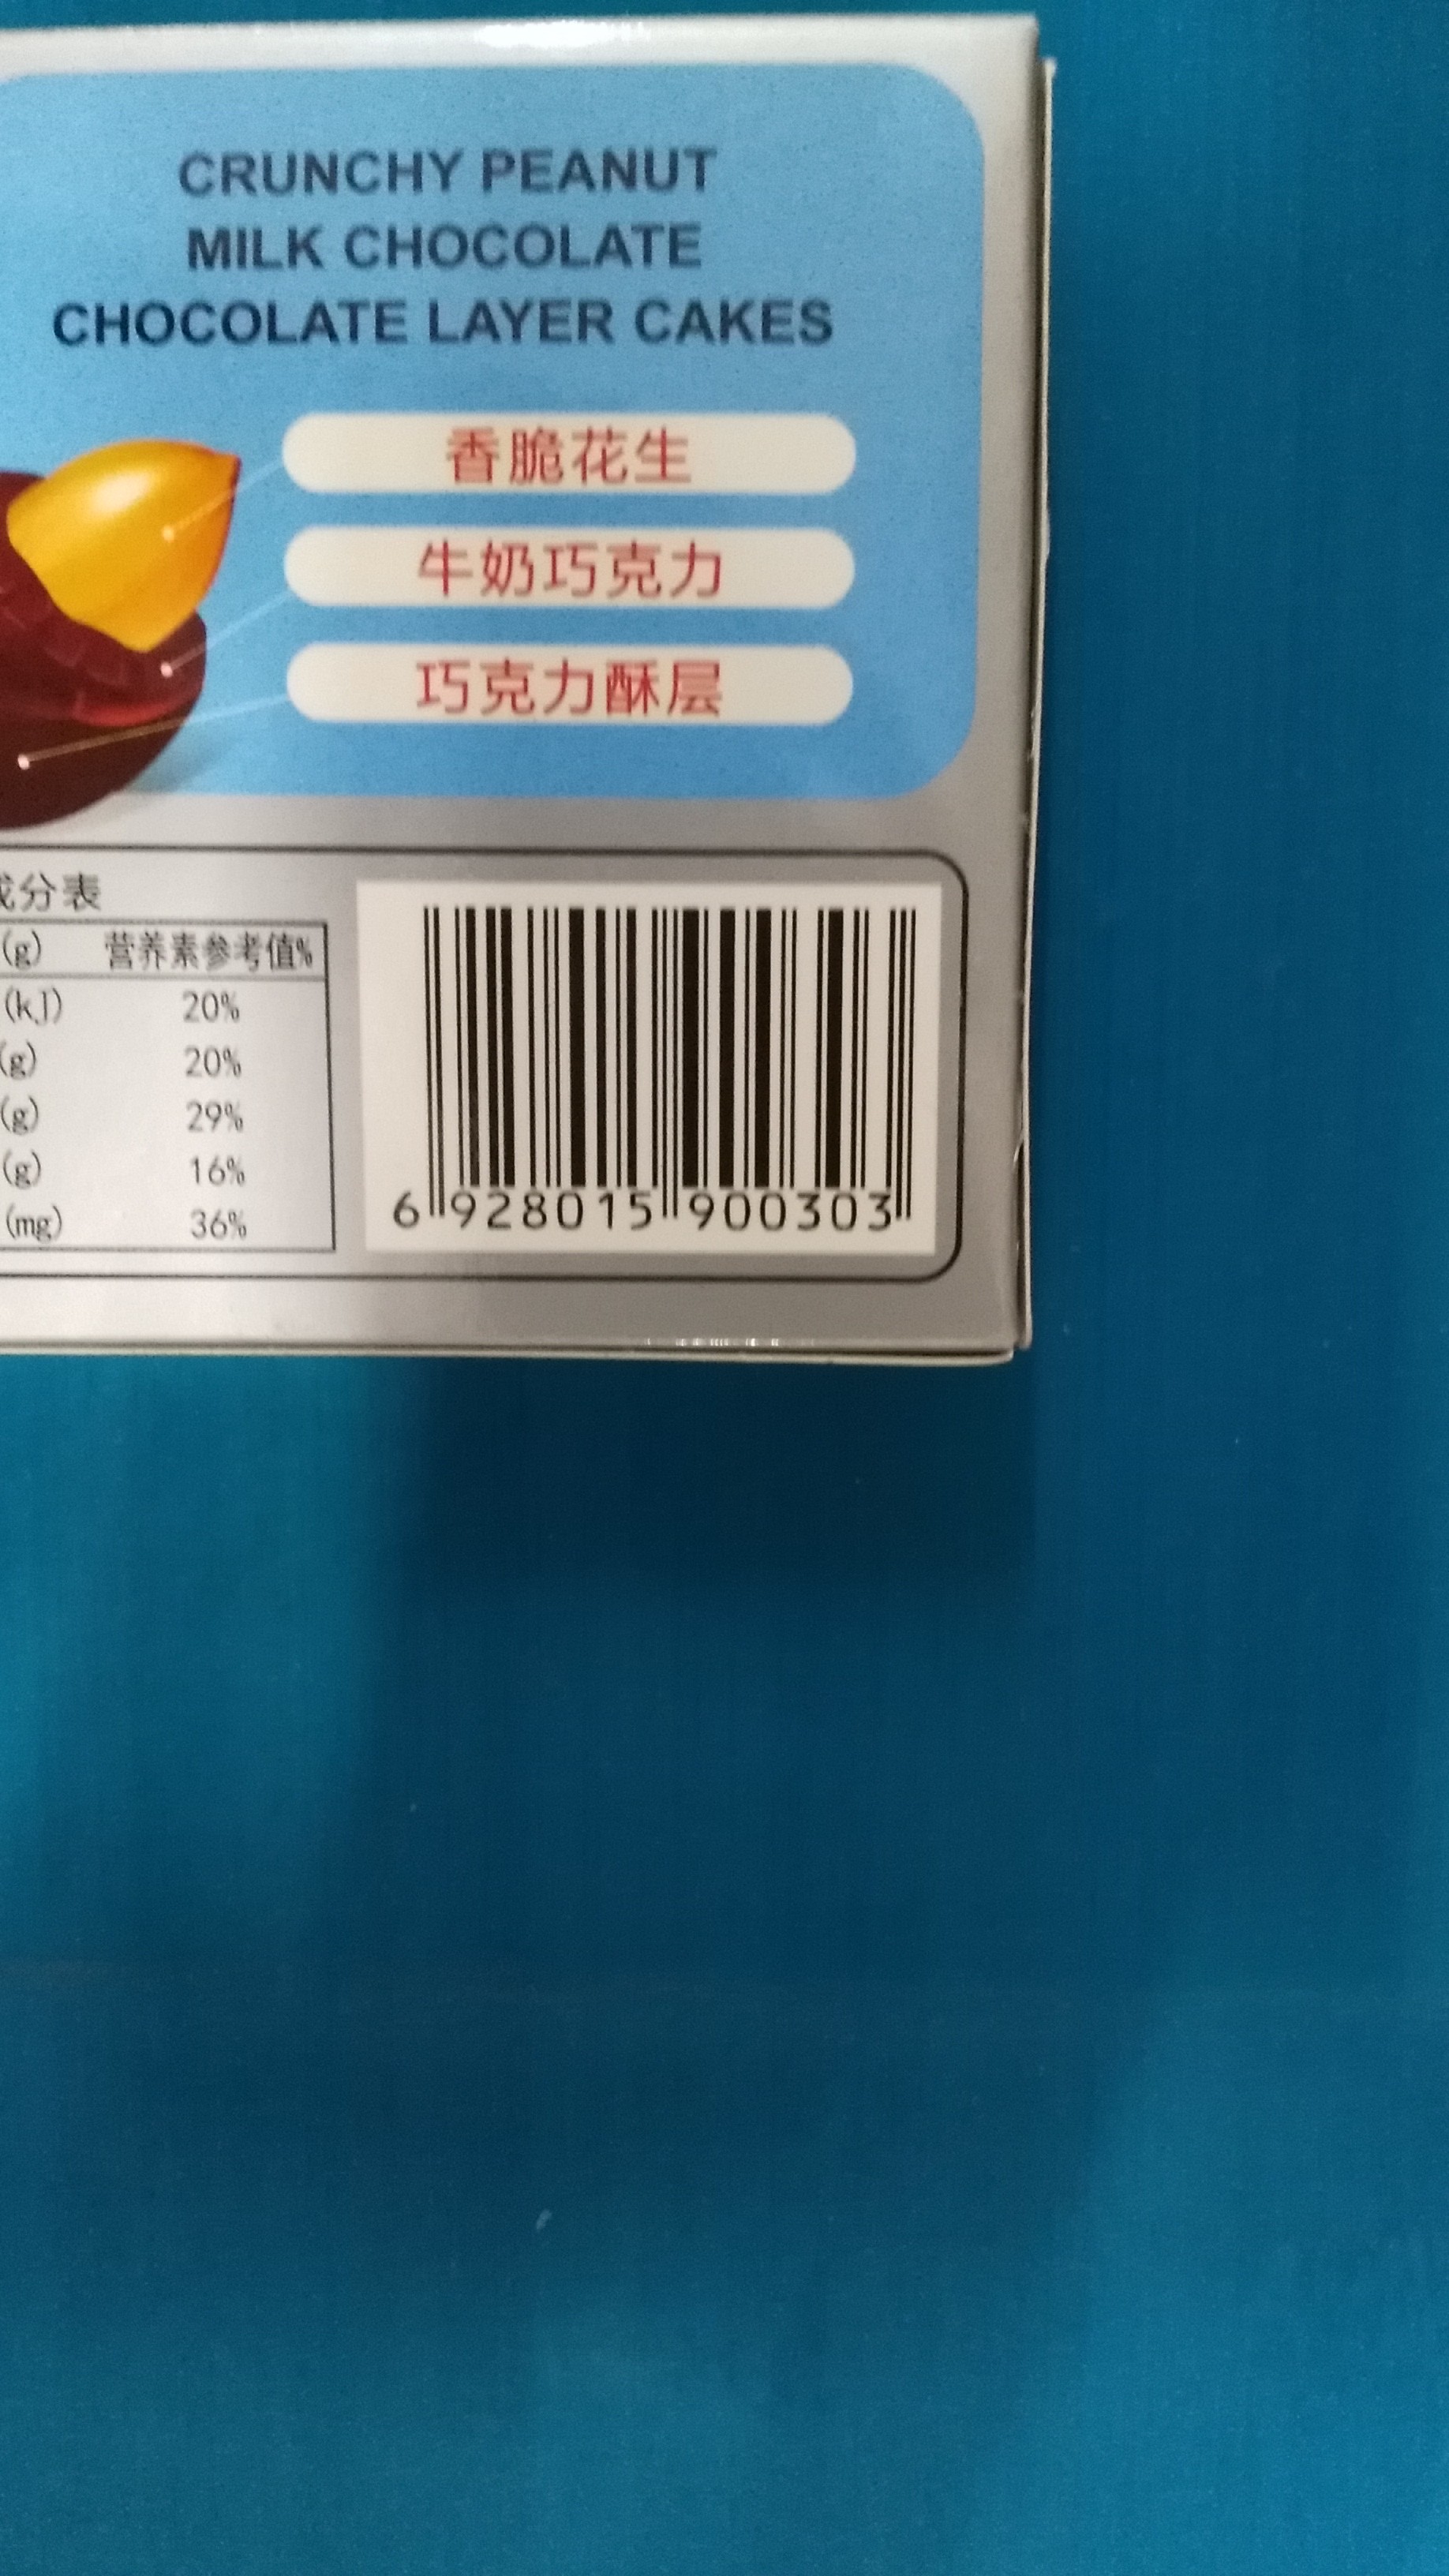 CRUNCHY PEANUT
MILK CHOCOLATE
CHOCOLATE LAYER CAKES
香脆花生
牛奶巧克力
巧克力酥层
成分表
(g) 营养素参考值%
(kJ) 20%
(g) 20%
(g) 29%
(g) 16%
(mg) 36%
6 928015 900303